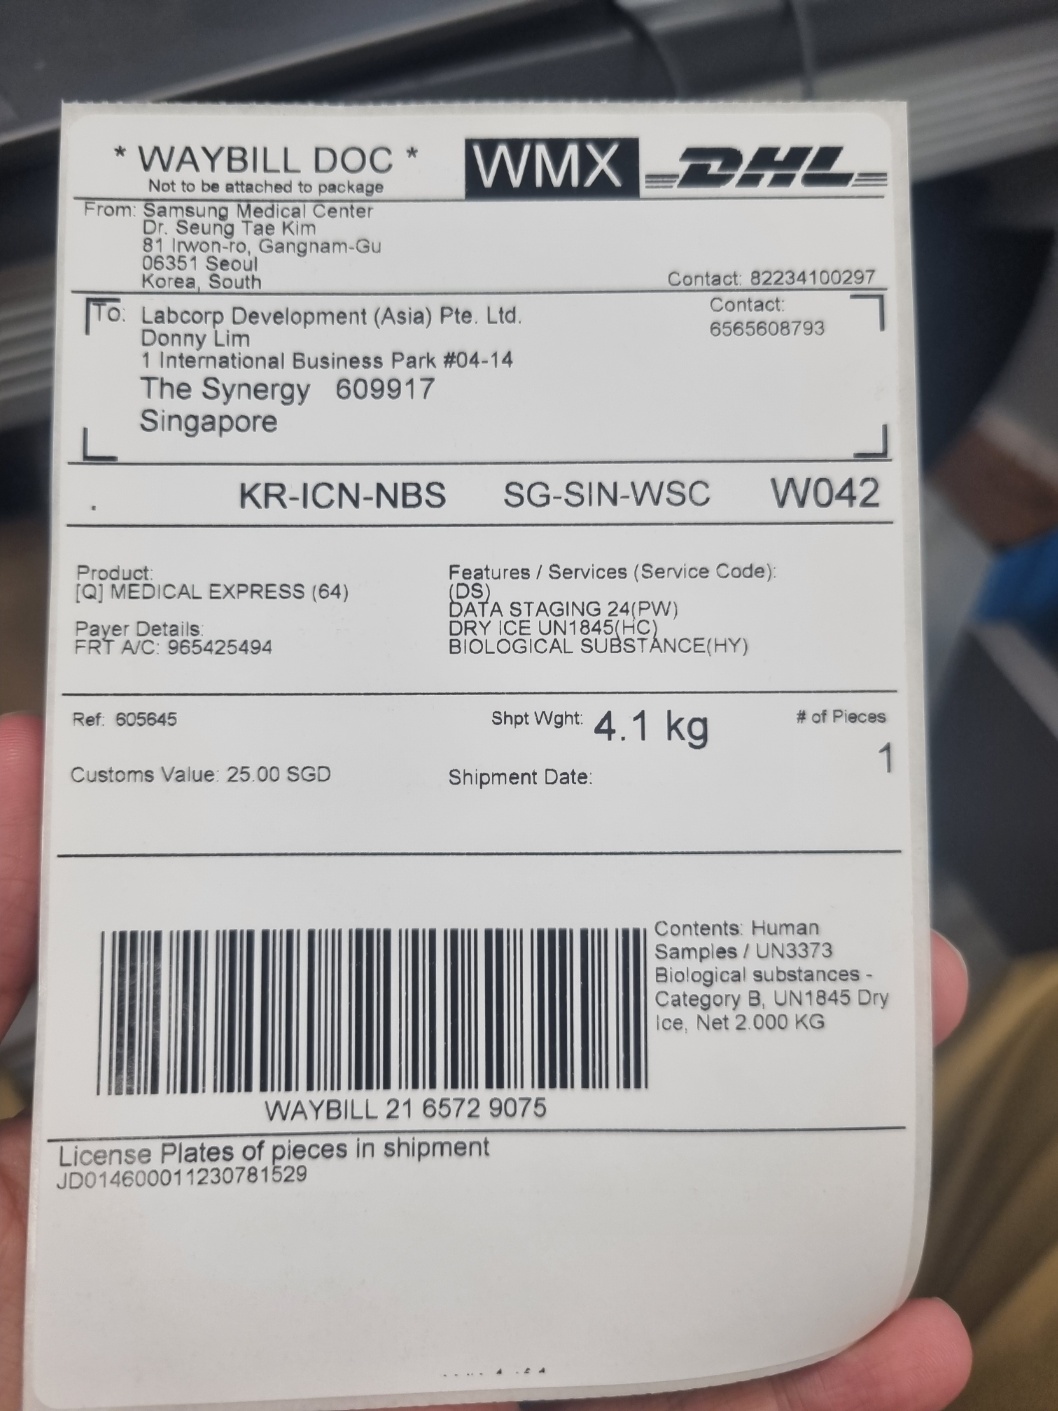 * WAYBILL DOC *
Not to be attached to package
WMX
DHL
From: Samsung Medical Center
Dr. Seung Tae Kim
81 Irwon-ro, Gangnam-Gu
06351 Seoul
Korea, South
Contact: 82234100297
To: Labcorp Development (Asia) Pte. Ltd.
Donny Lim
1 International Business Park #04-14
The Synergy 609917
Singapore
Contact:
6565608793
. KR-ICN-NBS SG-SIN-WSC W042
Product:
[Q] MEDICAL EXPRESS (64)
Payer Details:
FRT A/C: 965425494
Features / Services (Service Code):
(DS)
DATA STAGING 24(PW)
DRY ICE UN1845(HC)
BIOLOGICAL SUBSTANCE(HY)
Ref: 605645
Shpt Wght: 4.1 kg
# of Pieces
1
Customs Value: 25.00 SGD
Shipment Date:
Contents: Human
Samples / UN3373
Biological substances -
Category B, UN1845 Dry
Ice, Net 2.000 KG
WAYBILL 21 6572 9075
License Plates of pieces in shipment
JD014600011230781529